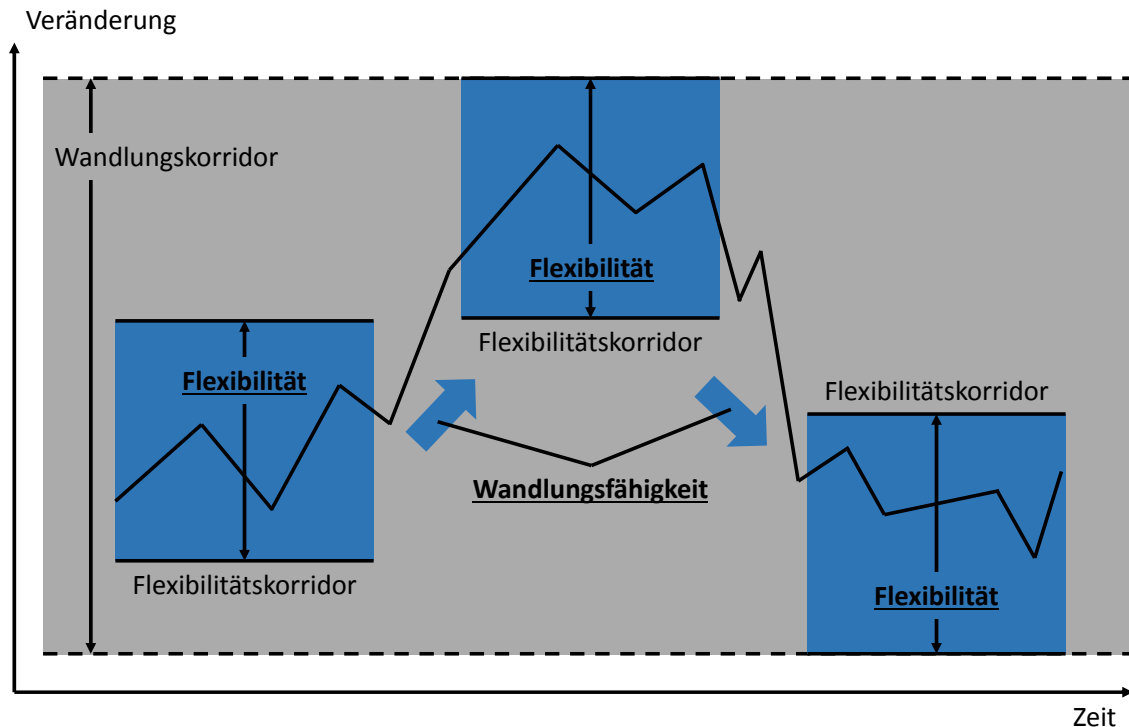 Veränderung
Wandlungskorridor
Flexibilität
Flexibilitätskorridor
Flexibilität
Flexibilitätskorridor
Wandlungsfähigkeit
Flexibilitätskorridor
Flexibilität
Zeit